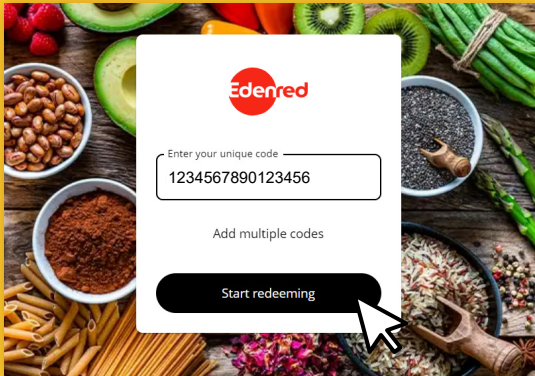 Edenred
Enter your unique code
1234567890123456
Add multiple codes
Start redeeming